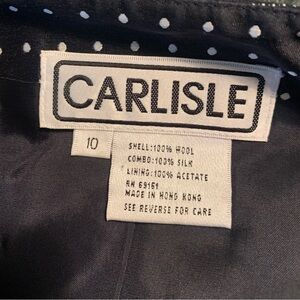 CARLISLE
10
SHELL:100% WOOL
COMBO:100% SILK
LINING:100% ACETATE
RN 69161
MADE IN HONG KONG
SEE REVERSE FOR CARE